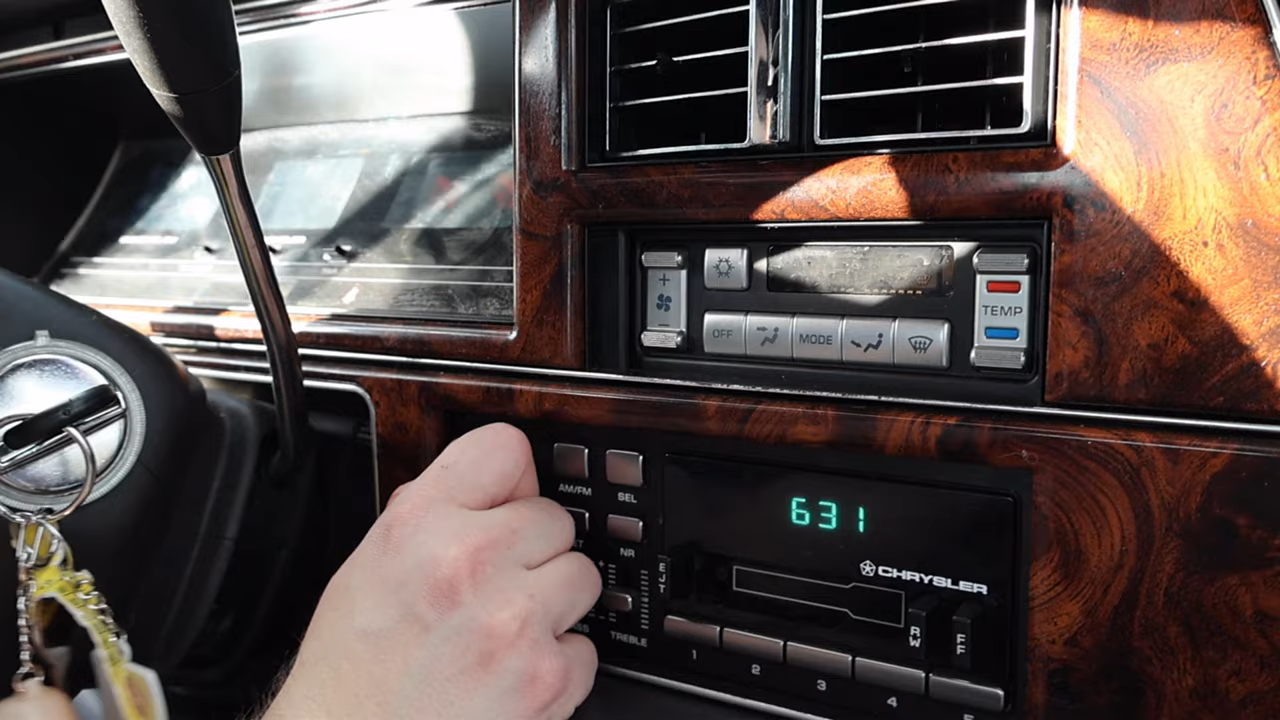 +
TEMP
−
OFF
MODE
AM/FM
SEL
631
NR
CHRYSLER
EJT
+
RW
FF
TREBLE
1
2
3
4